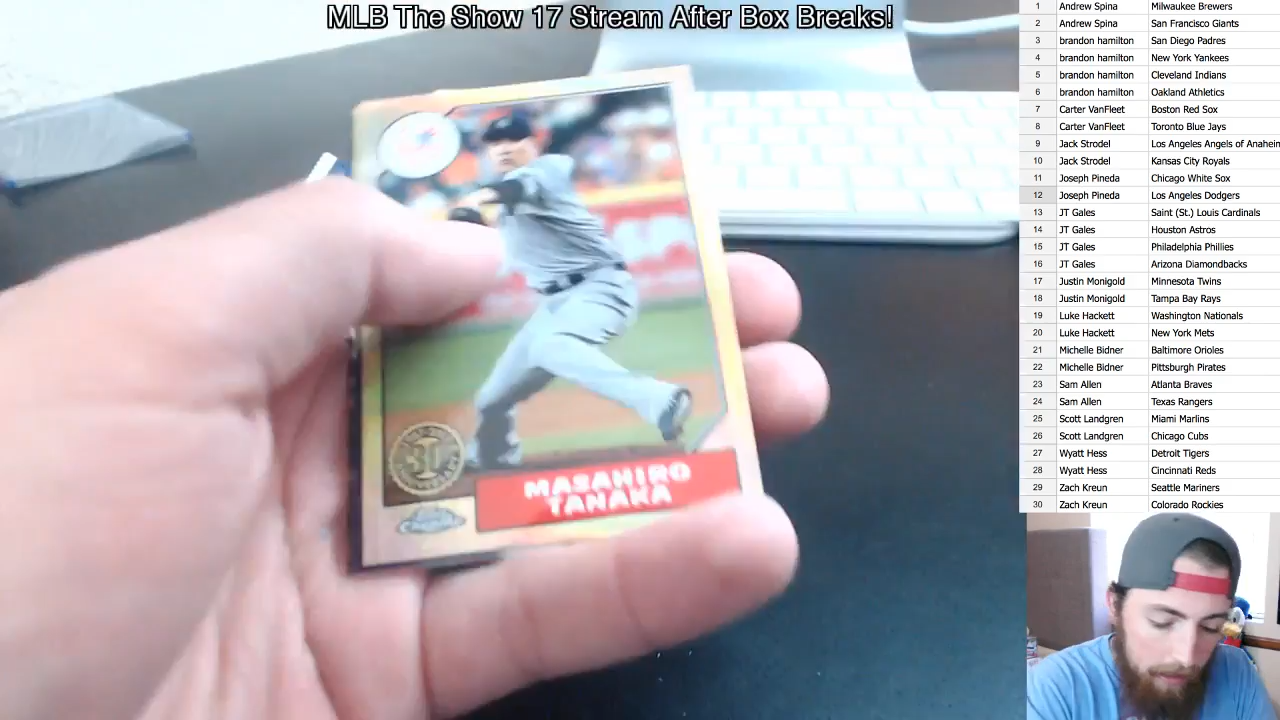 MLB The Show 17 Stream After Box Breaks!
1 Andrew Spina Milwaukee Brewers
2 Andrew Spina San Francisco Giants
3 brandon hamilton San Diego Padres
4 brandon hamilton New York Yankees
5 brandon hamilton Cleveland Indians
6 brandon hamilton Oakland Athletics
7 Carter VanFleet Boston Red Sox
8 Carter VanFleet Toronto Blue Jays
9 Jack Strodel Los Angeles Angels of Anaheim
10 Jack Strodel Kansas City Royals
11 Joseph Pineda Chicago White Sox
12 Joseph Pineda Los Angeles Dodgers
13 JT Gales Saint (St.) Louis Cardinals
14 JT Gales Houston Astros
15 JT Gales Philadelphia Phillies
16 JT Gales Arizona Diamondbacks
17 Justin Monigold Minnesota Twins
18 Justin Monigold Tampa Bay Rays
19 Luke Hackett Washington Nationals
20 Luke Hackett New York Mets
21 Michelle Bidner Baltimore Orioles
22 Michelle Bidner Pittsburgh Pirates
23 Sam Allen Atlanta Braves
24 Sam Allen Texas Rangers
25 Scott Landgren Miami Marlins
26 Scott Landgren Chicago Cubs
27 Wyatt Hess Detroit Tigers
28 Wyatt Hess Cincinnati Reds
29 Zach Kreun Seattle Mariners
30 Zach Kreun Colorado Rockies
30
MASAHIRO
TANAKA